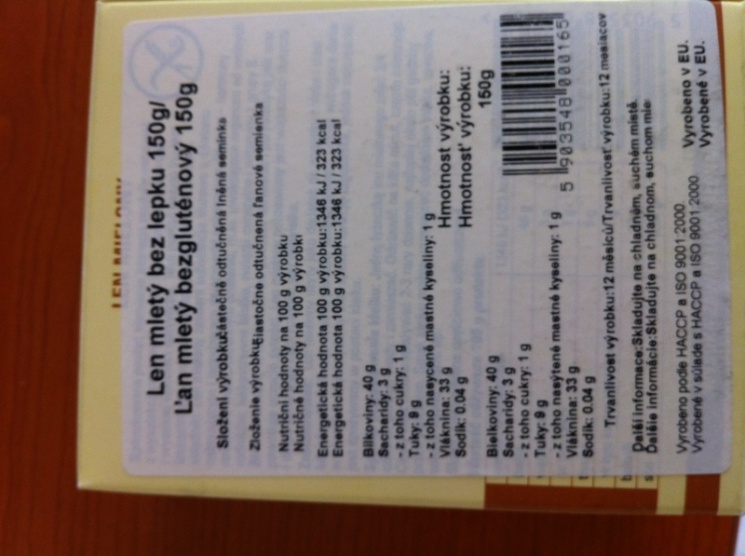 LEN MIELONY
Len mletý bez lepku 150g/
Ľan mletý bezgluténový 150g
Složení výrobku:částečně odtučněná lněná semínka
Zloženie výrobku:čiastočne odtučnená ľanové semienka
Nutriční hodnoty na 100 g výrobku
Nutričné hodnoty na 100 g výrobku
Energetická hodnota 100 g výrobku:1346 kJ / 323 kcal
Energetická hodnota 100 g výrobku:1346 kJ / 323 kcal
Bílkoviny: 40 g
Sacharidy: 3 g
- z toho cukry: 1 g
Tuky: 9 g
- z toho nasycené mastné kyseliny: 1 g
Vláknina: 33 g
Sodík: 0.04 g
Hmotnost výrobku:
Hmotnosť výrobku:
150g
Bielkoviny: 40 g
Sacharidy: 3 g
- z toho cukry: 1 g
Tuky: 9 g
- z toho nasýtené mastné kyseliny: 1 g
Vláknina: 33 g
Sodík: 0.04 g
5 903548 000165
Trvanlivost výrobku:12 měsíců/Trvanlivosť výrobku:12 mesiacov
Další informace:Skladujte na chladném, suchém místě.
Ďalšie informácie:Skladujte na chladnom, suchom mies
Vyrobeno podle HACCP a ISO 9001:2000
Vyrobené v súlade s HACCP a ISO 9001:2000
Vyrobeno v EU.
Vyrobené v EU.